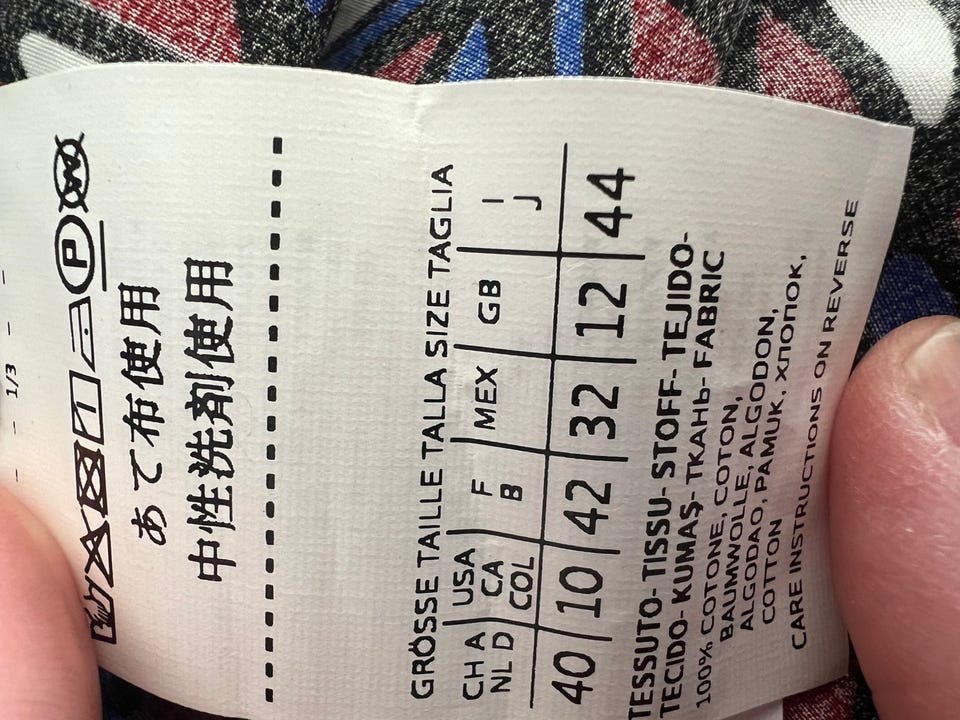 1/3
P
あて布使用
中性洗剤使用
GRÖSSE TAILLE TALLA SIZE TAGLIA
CH A USA F MEX GB I
NL D CA B J
COL
40 10 42 32 12 44
TESSUTO- TISSU- STOFF- TEJIDO-
TECIDO- KUMAŞ- ТКАНЬ- FABRIC
100% COTONE, COTON,
BAUMWOLLE, ALGODON,
ALGODAO, PAMUK, ХЛОПОК,
COTTON
CARE INSTRUCTIONS ON REVERSE